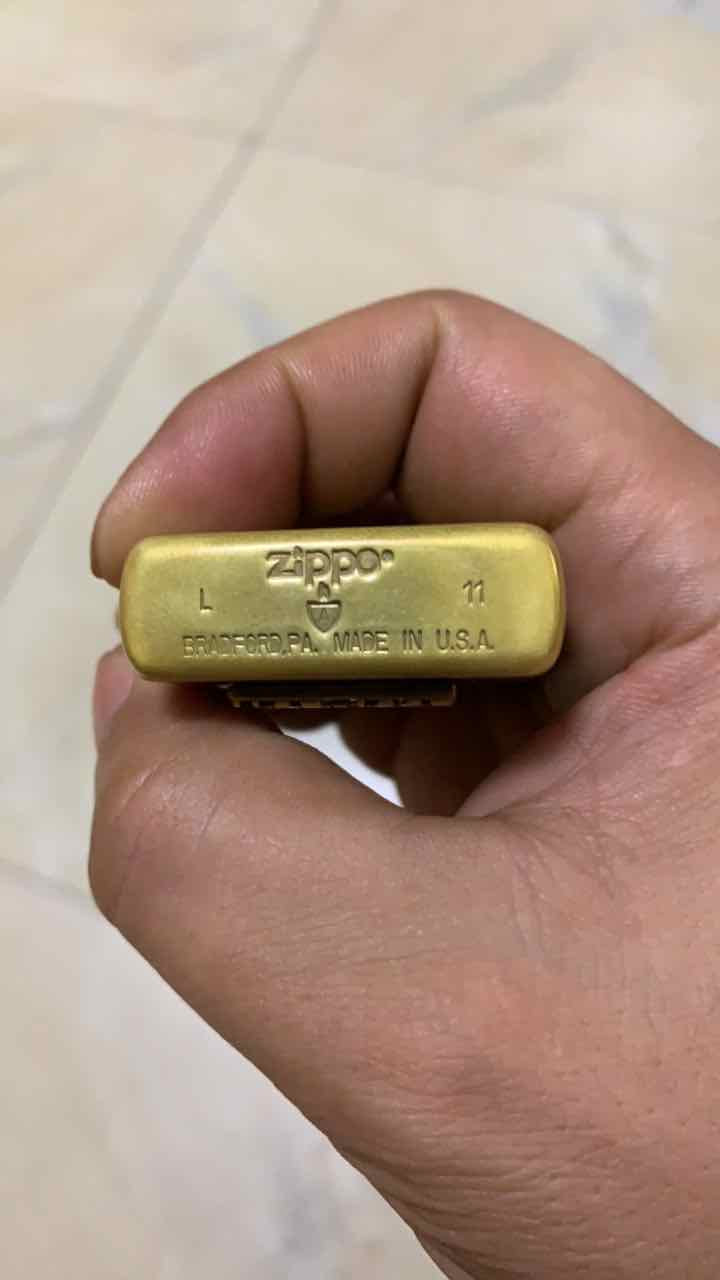 zippo®
L 11
A
BRADFORD,PA. MADE IN U.S.A.